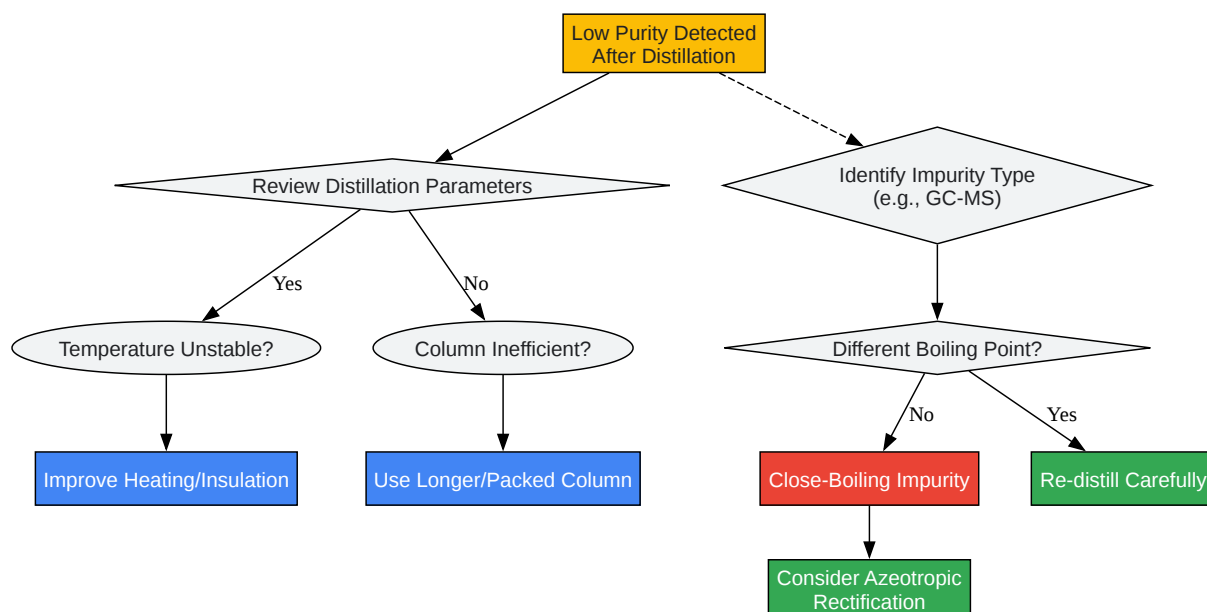 Low Purity Detected
After Distillation
Review Distillation Parameters
Identify Impurity Type
(e.g., GC-MS)
Yes
No
Temperature Unstable?
Column Inefficient?
Different Boiling Point?
No
Yes
Improve Heating/Insulation
Use Longer/Packed Column
Close-Boiling Impurity
Re-distill Carefully
Consider Azeotropic
Rectification